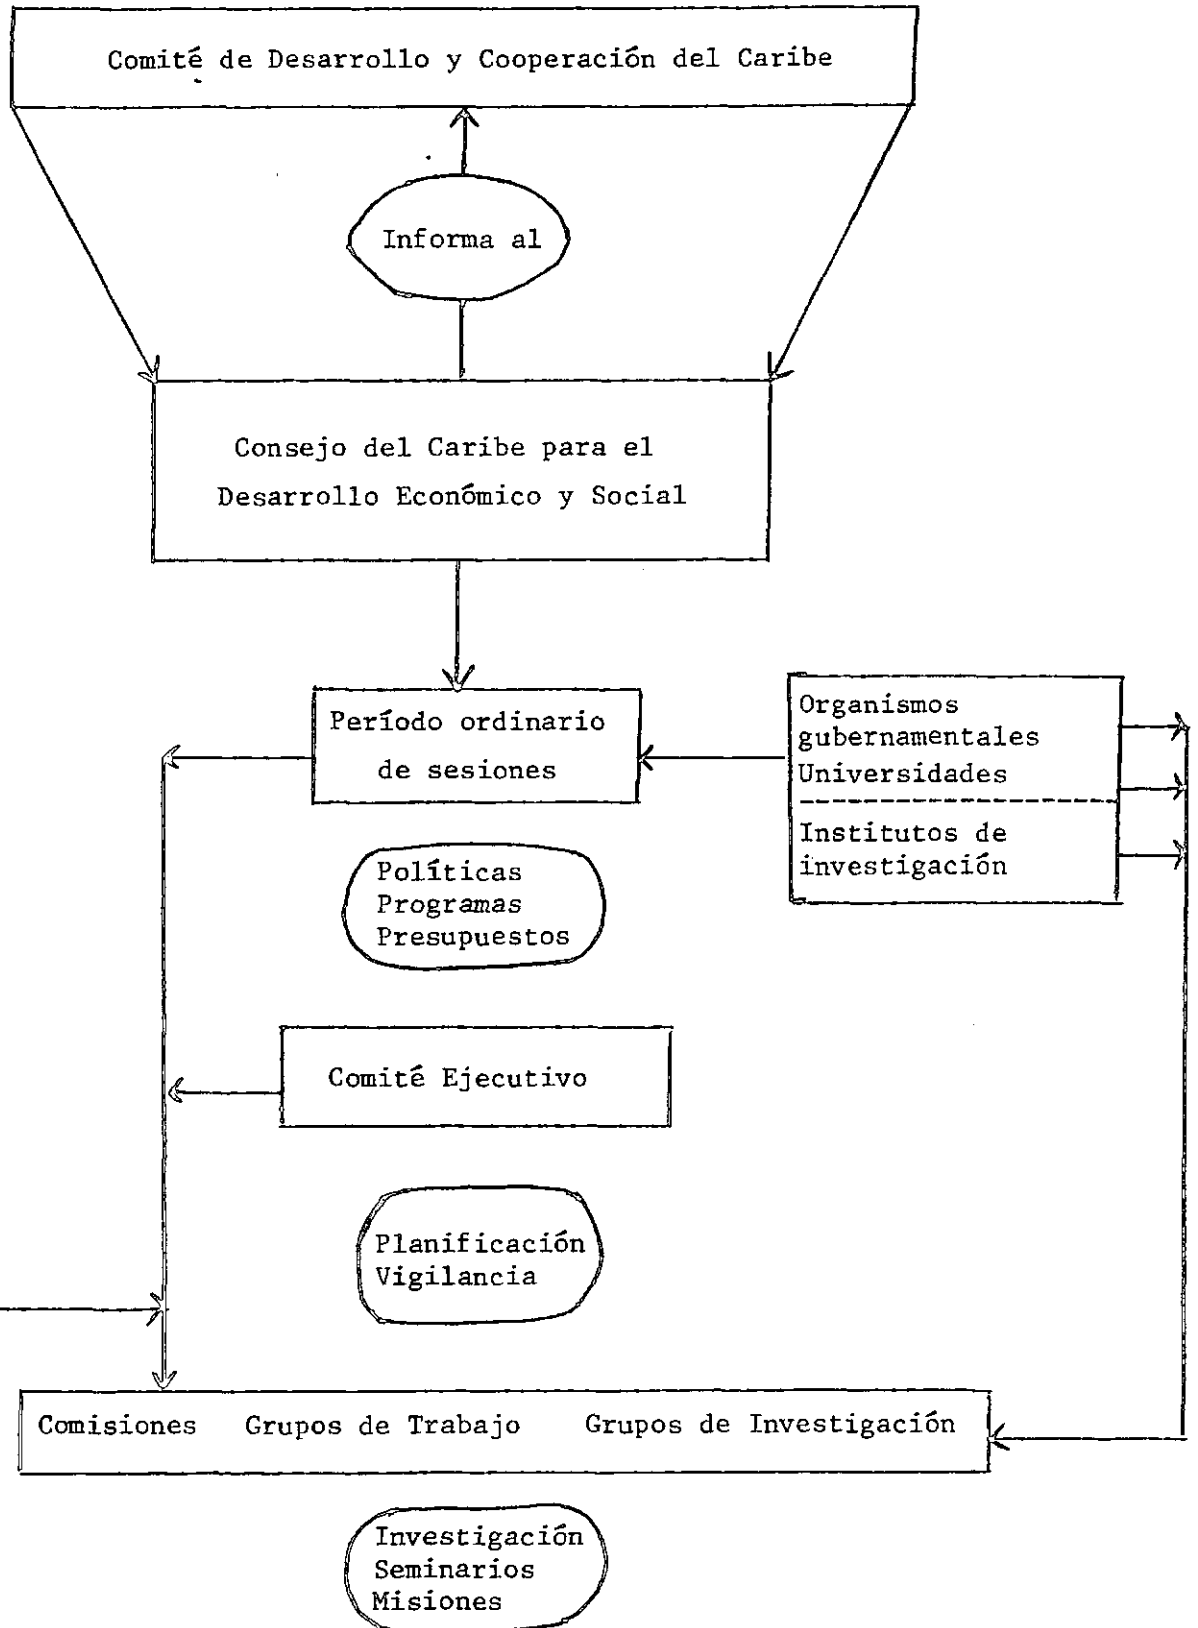 Comité de Desarrollo y Cooperación del Caribe
Informa al
Consejo del Caribe para el
Desarrollo Económico y Social
Período ordinario
de sesiones
Organismos
gubernamentales
Universidades
Institutos de
investigación
Políticas
Programas
Presupuestos
Comité Ejecutivo
Planificación
Vigilancia
Comisiones Grupos de Trabajo Grupos de Investigación
Investigación
Seminarios
Misiones